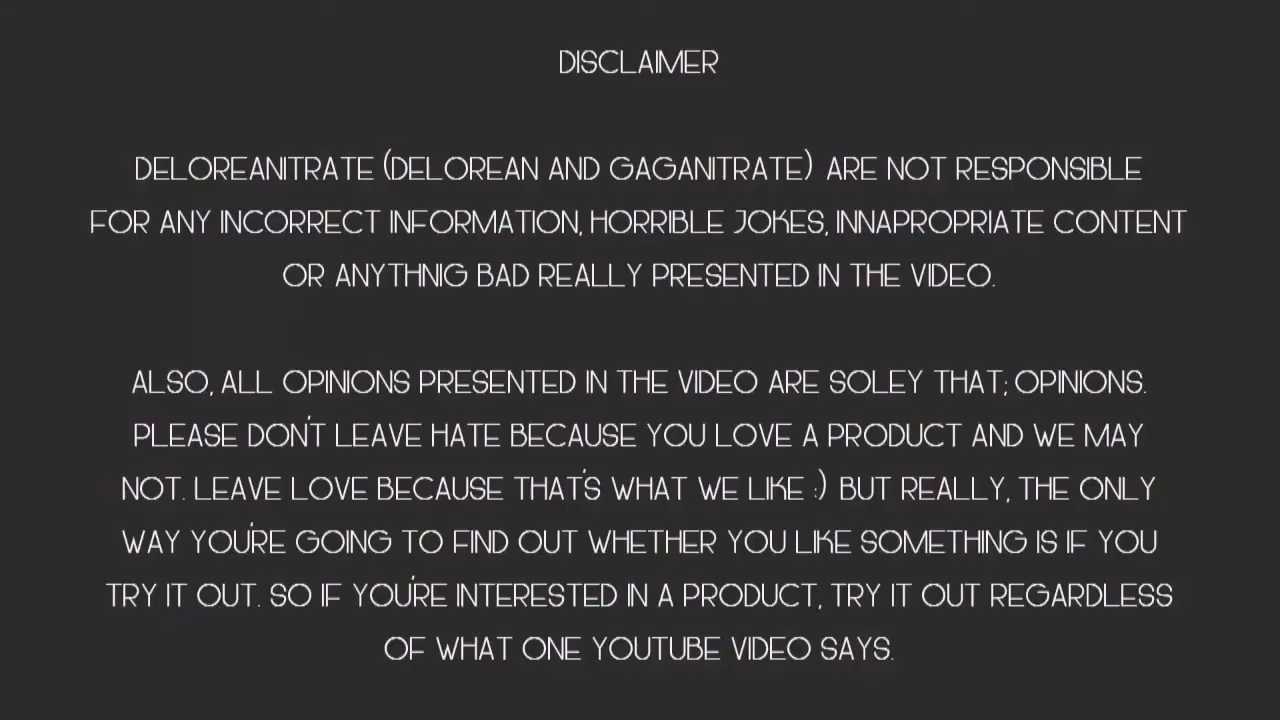 DISCLAIMER
DELOREANITRATE (DELOREAN AND GAGANITRATE) ARE NOT RESPONSIBLE
FOR ANY INCORRECT INFORMATION, HORRIBLE JOKES, INNAPROPRIATE CONTENT
OR ANYTHNIG BAD REALLY PRESENTED IN THE VIDEO.
ALSO, ALL OPINIONS PRESENTED IN THE VIDEO ARE SOLEY THAT; OPINIONS.
PLEASE DON'T LEAVE HATE BECAUSE YOU LOVE A PRODUCT AND WE MAY
NOT. LEAVE LOVE BECAUSE THAT'S WHAT WE LIKE :) BUT REALLY, THE ONLY
WAY YOU'RE GOING TO FIND OUT WHETHER YOU LIKE SOMETHING IS IF YOU
TRY IT OUT. SO IF YOU'RE INTERESTED IN A PRODUCT, TRY IT OUT REGARDLESS
OF WHAT ONE YOUTUBE VIDEO SAYS.